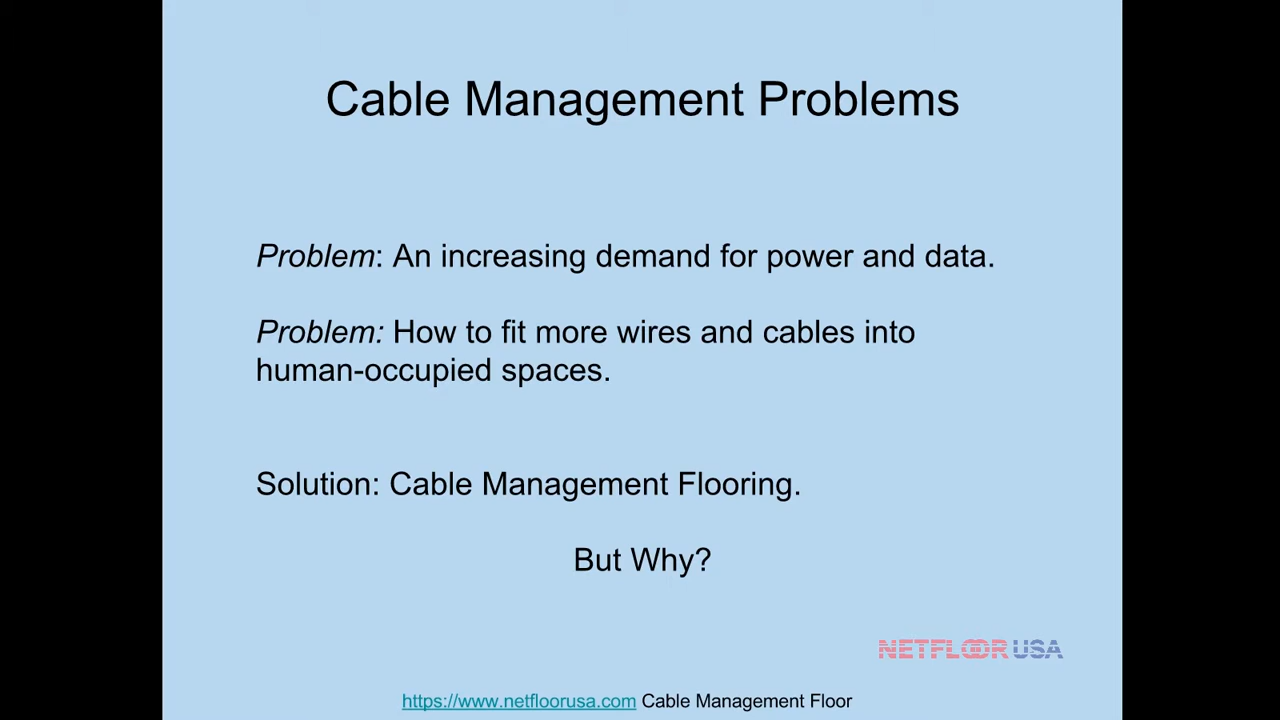 Cable Management Problems
Problem: An increasing demand for power and data.
Problem: How to fit more wires and cables into
human-occupied spaces.
Solution: Cable Management Flooring.
But Why?
NETFLOOR USA
https://www.netfloorusa.com Cable Management Floor